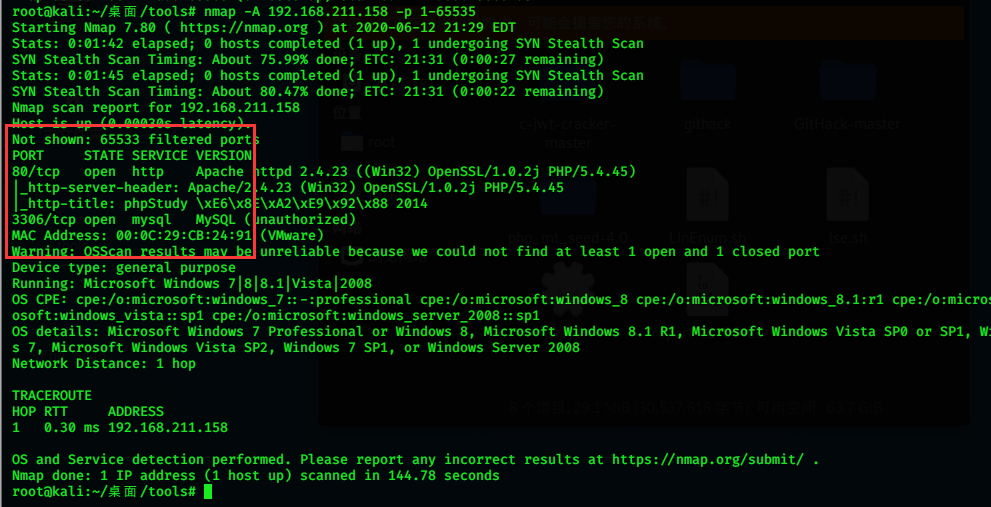 root@kali:~/桌面/tools# nmap -A 192.168.211.158 -p 1-65535
Starting Nmap 7.80 ( https://nmap.org ) at 2020-06-12 21:29 EDT
Stats: 0:01:42 elapsed; 0 hosts completed (1 up), 1 undergoing SYN Stealth Scan
SYN Stealth Scan Timing: About 75.99% done; ETC: 21:31 (0:00:27 remaining)
Stats: 0:01:45 elapsed; 0 hosts completed (1 up), 1 undergoing SYN Stealth Scan
SYN Stealth Scan Timing: About 80.47% done; ETC: 21:31 (0:00:22 remaining)
Nmap scan report for 192.168.211.158
Host is up (0.00030s latency).
Not shown: 65533 filtered ports
PORT     STATE SERVICE VERSION
80/tcp   open  http    Apache httpd 2.4.23 ((Win32) OpenSSL/1.0.2j PHP/5.4.45)
|_http-server-header: Apache/2.4.23 (Win32) OpenSSL/1.0.2j PHP/5.4.45
|_http-title: phpStudy \xE6\x8E\xA2\xE9\x92\x88 2014
3306/tcp open  mysql   MySQL (unauthorized)
MAC Address: 00:0C:29:CB:24:91 (VMware)
Warning: OSScan results may be unreliable because we could not find at least 1 open and 1 closed port
Device type: general purpose
Running: Microsoft Windows 7|8|8.1|Vista|2008
OS CPE: cpe:/o:microsoft:windows_7::-:professional cpe:/o:microsoft:windows_8 cpe:/o:microsoft:windows_8.1:r1 cpe:/o:micr
osoft:windows_vista::sp1 cpe:/o:microsoft:windows_server_2008::sp1
OS details: Microsoft Windows 7 Professional or Windows 8, Microsoft Windows 8.1 R1, Microsoft Windows Vista SP0 or SP1, Wi
s 7, Microsoft Windows Vista SP2, Windows 7 SP1, or Windows Server 2008
Network Distance: 1 hop
TRACEROUTE
HOP RTT     ADDRESS
1   0.30 ms 192.168.211.158
OS and Service detection performed. Please report any incorrect results at https://nmap.org/submit/ .
Nmap done: 1 IP address (1 host up) scanned in 144.78 seconds
root@kali:~/桌面/tools#
位置
root
c-jwt-cracker-master
githack
GitHack-master
LinEnum.sh
lse.sh